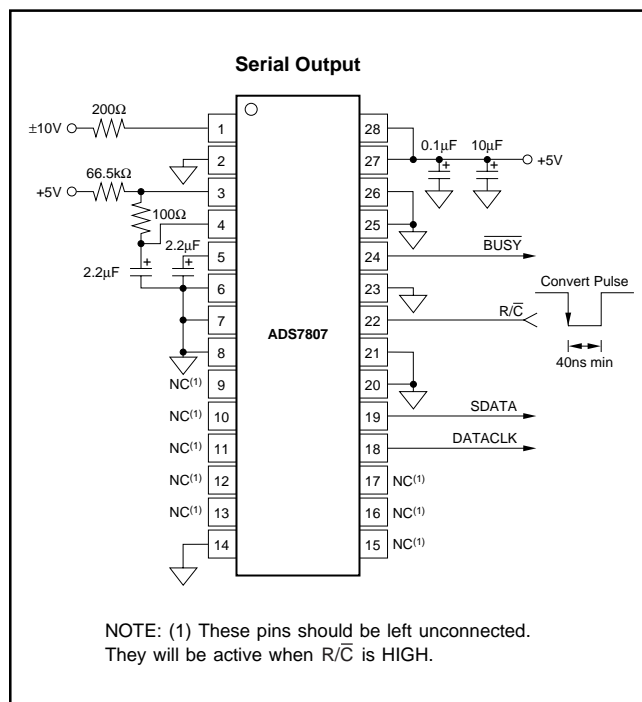 Serial Output
±10V
200Ω
+5V
66.5kΩ
100Ω
2.2µF
+
2.2µF
+
ADS7807
1
2
3
4
5
6
7
8
NC(1) 9
NC(1) 10
NC(1) 11
NC(1) 12
NC(1) 13
14
28
27
26
25
24 B̅U̅S̅Y̅
23
22 R/C̅
21
20
19 SDATA
18 DATACLK
17 NC(1)
16 NC(1)
15 NC(1)
0.1µF
+
10µF
+
+5V
Convert Pulse
40ns min
NOTE: (1) These pins should be left unconnected.
They will be active when R/C̅ is HIGH.